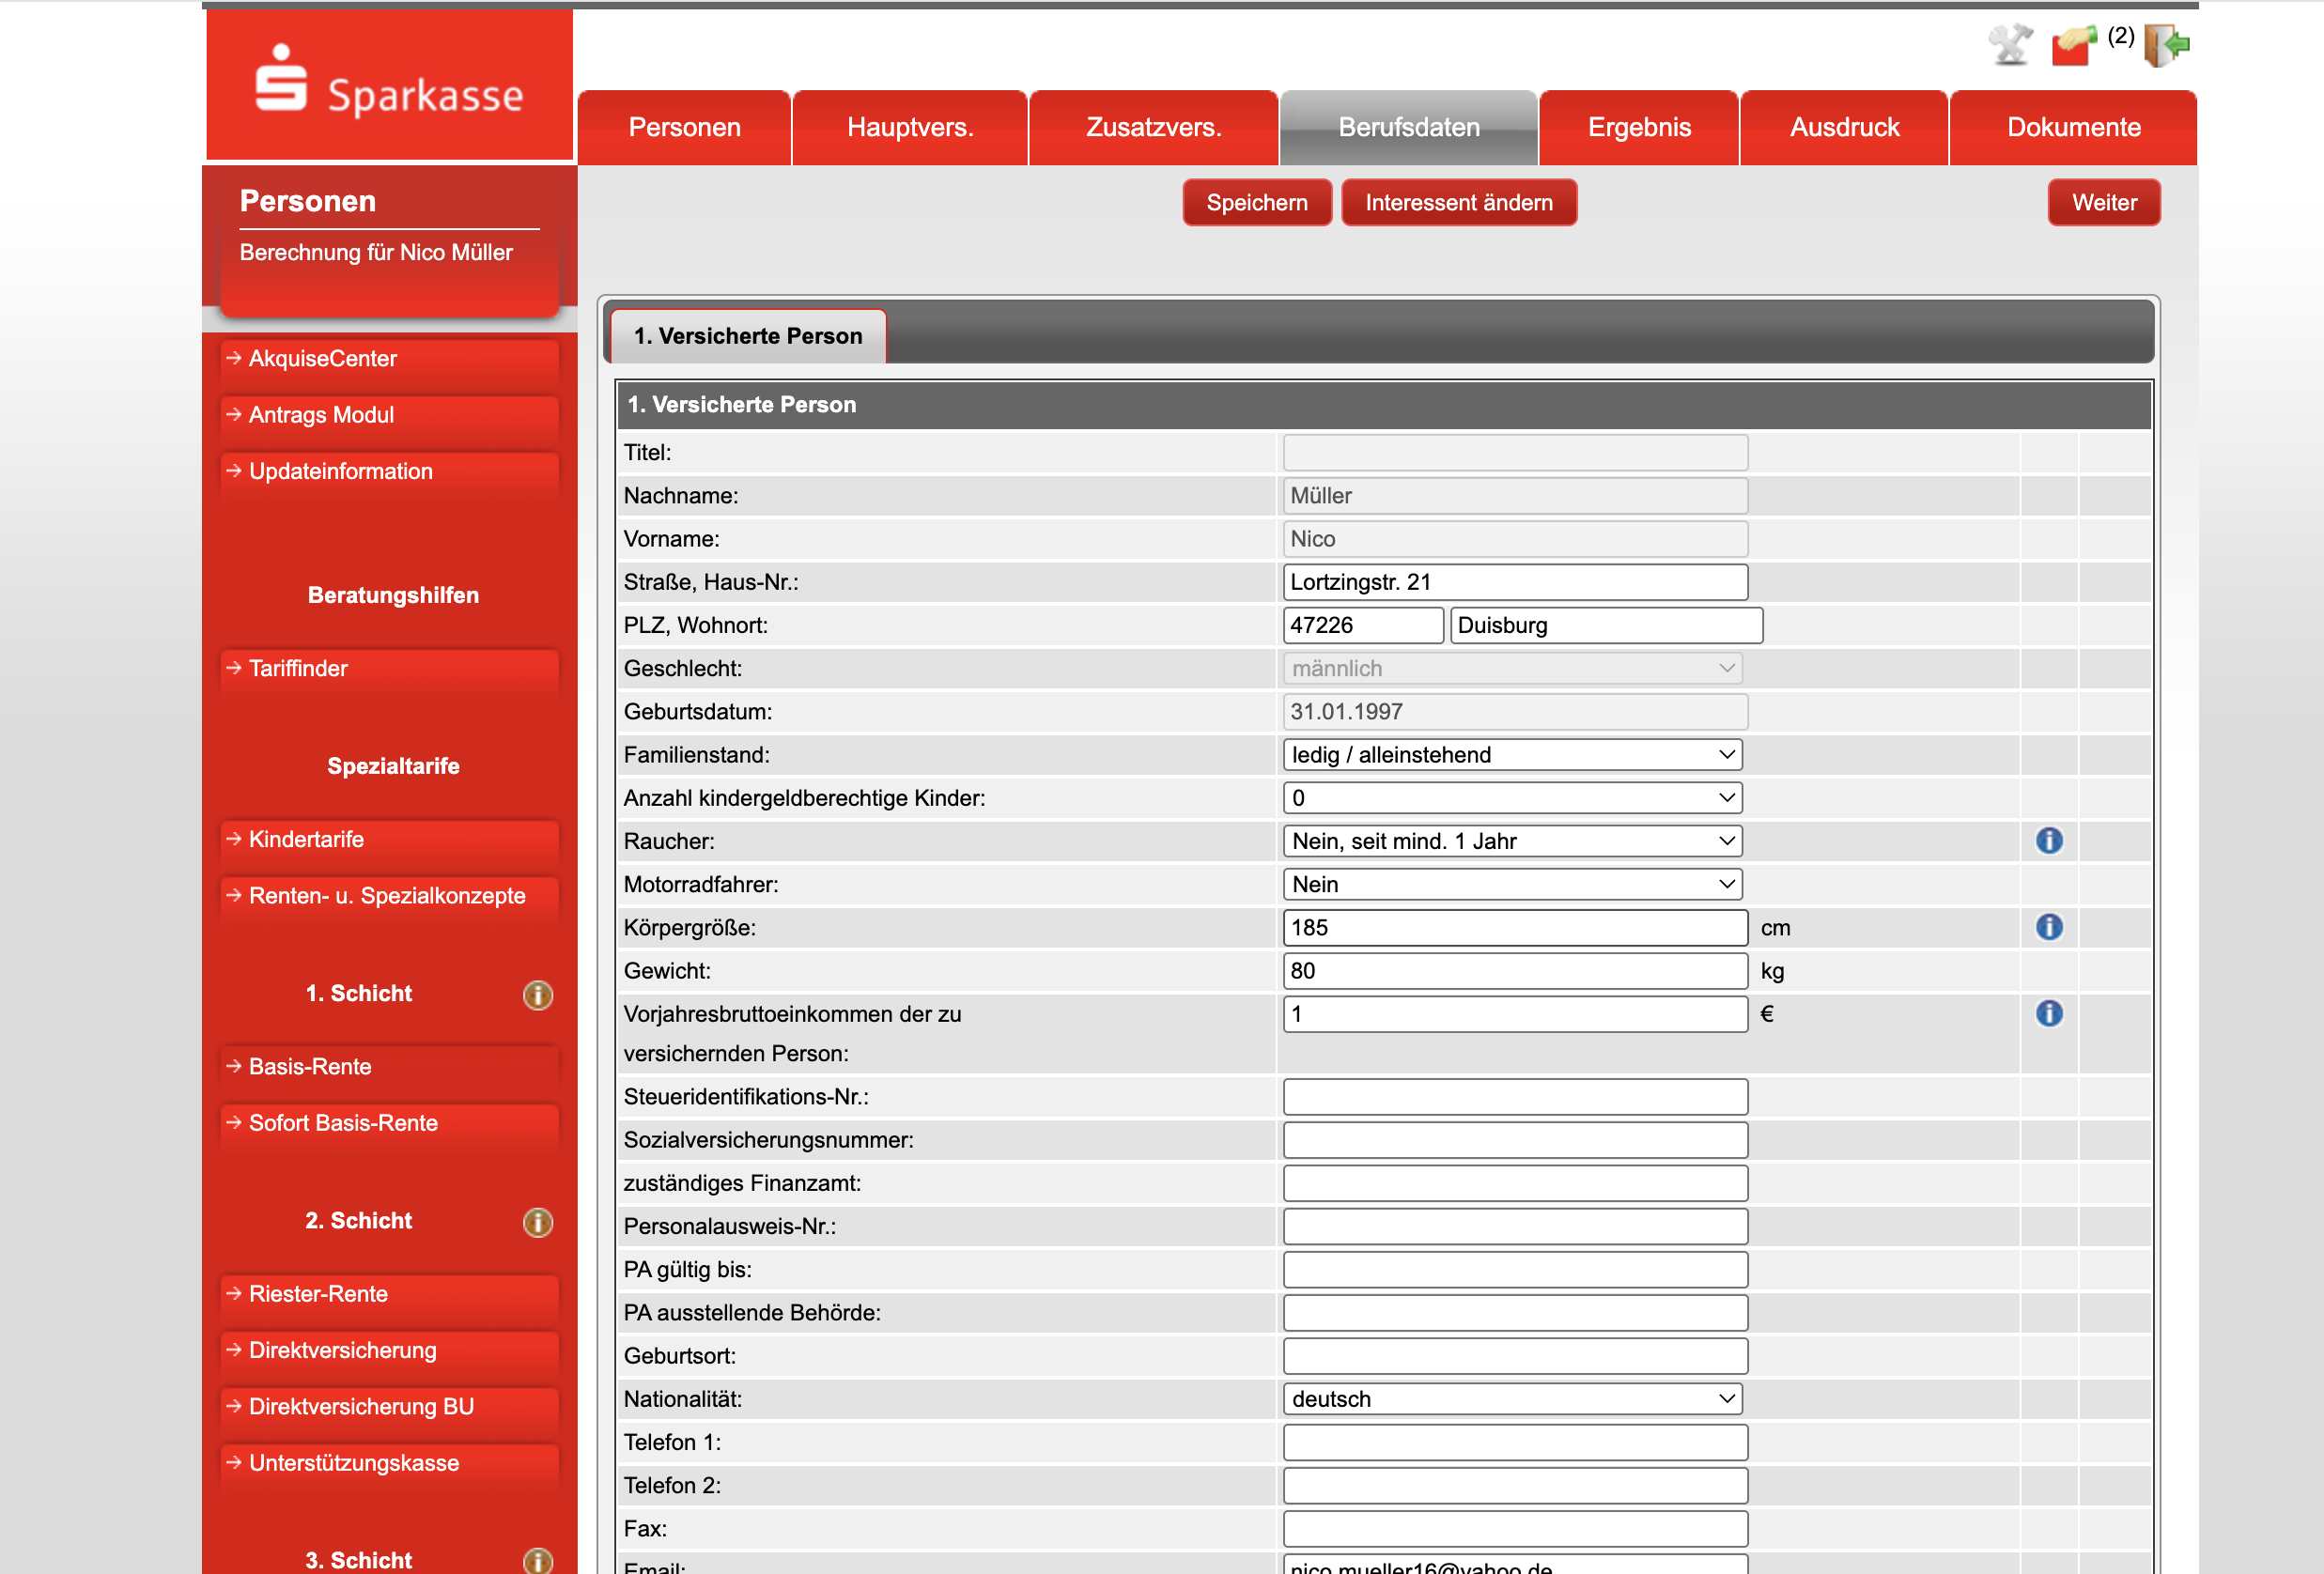 Sparkasse
(2)
Personen
Hauptvers.
Zusatzvers.
Berufsdaten
Ergebnis
Ausdruck
Dokumente
Personen
Berechnung für Nico Müller
Speichern
Interessent ändern
Weiter
AkquiseCenter
Antrags Modul
Updateinformation
Beratungshilfen
Tariffinder
Spezialtarife
Kindertarife
Renten- u. Spezialkonzepte
1. Schicht
Basis-Rente
Sofort Basis-Rente
2. Schicht
Riester-Rente
Direktversicherung
Direktversicherung BU
Unterstützungskasse
3. Schicht
1. Versicherte Person
1. Versicherte Person
Titel:
Nachname: Müller
Vorname: Nico
Straße, Haus-Nr.: Lortzingstr. 21
PLZ, Wohnort: 47226 Duisburg
Geschlecht: männlich
Geburtsdatum: 31.01.1997
Familienstand: ledig / alleinstehend
Anzahl kindergeldberechtige Kinder: 0
Raucher: Nein, seit mind. 1 Jahr
Motorradfahrer: Nein
Körpergröße: 185 cm
Gewicht: 80 kg
Vorjahresbruttoeinkommen der zu 1 €
versichernden Person:
Steueridentifikations-Nr.:
Sozialversicherungsnummer:
zuständiges Finanzamt:
Personalausweis-Nr.:
PA gültig bis:
PA ausstellende Behörde:
Geburtsort:
Nationalität: deutsch
Telefon 1:
Telefon 2:
Fax:
Email: nico.mueller16@yahoo.de